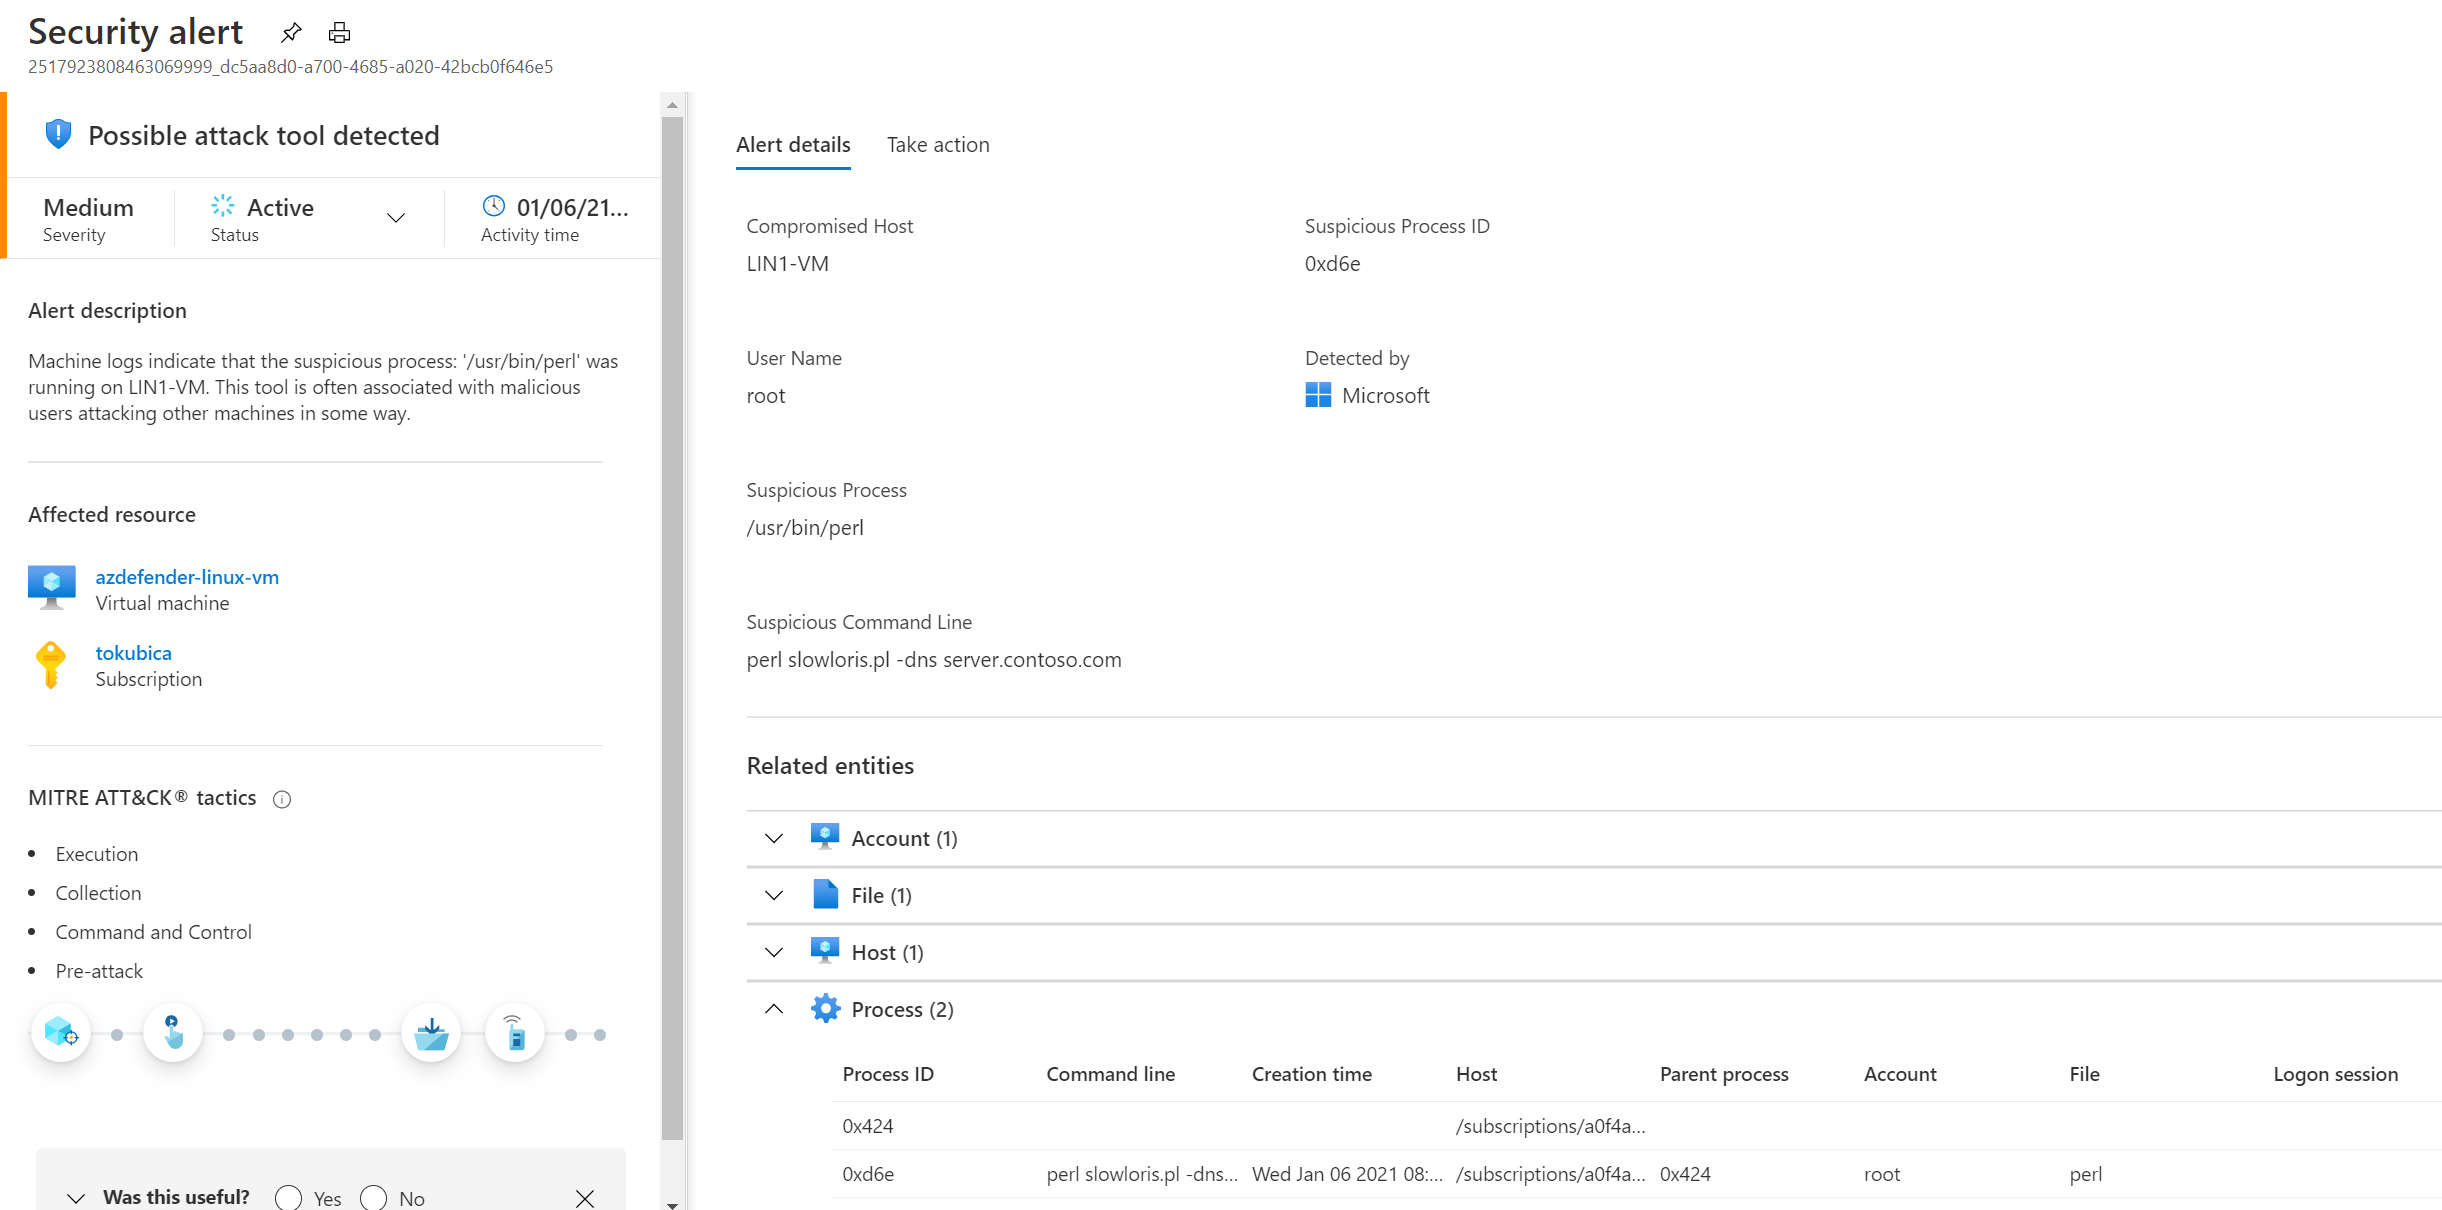 Security alert
2517923808463069999_dc5aa8d0-a700-4685-a020-42bcb0f646e5
Possible attack tool detected
Medium
Severity
Active
Status
01/06/21...
Activity time
Alert description
Machine logs indicate that the suspicious process: '/usr/bin/perl' was
running on LIN1-VM. This tool is often associated with malicious
users attacking other machines in some way.
Affected resource
azdefender-linux-vm
Virtual machine
tokubica
Subscription
MITRE ATT&CK® tactics
Execution
Collection
Command and Control
Pre-attack
Was this useful? Yes No
Alert details Take action
Compromised Host
LIN1-VM
Suspicious Process ID
0xd6e
User Name
root
Detected by
Microsoft
Suspicious Process
/usr/bin/perl
Suspicious Command Line
perl slowloris.pl -dns server.contoso.com
Related entities
Account (1)
File (1)
Host (1)
Process (2)
Process ID Command line Creation time Host Parent process Account File Logon session
0x424 /subscriptions/a0f4a...
0xd6e perl slowloris.pl -dns... Wed Jan 06 2021 08:... /subscriptions/a0f4a... 0x424 root perl